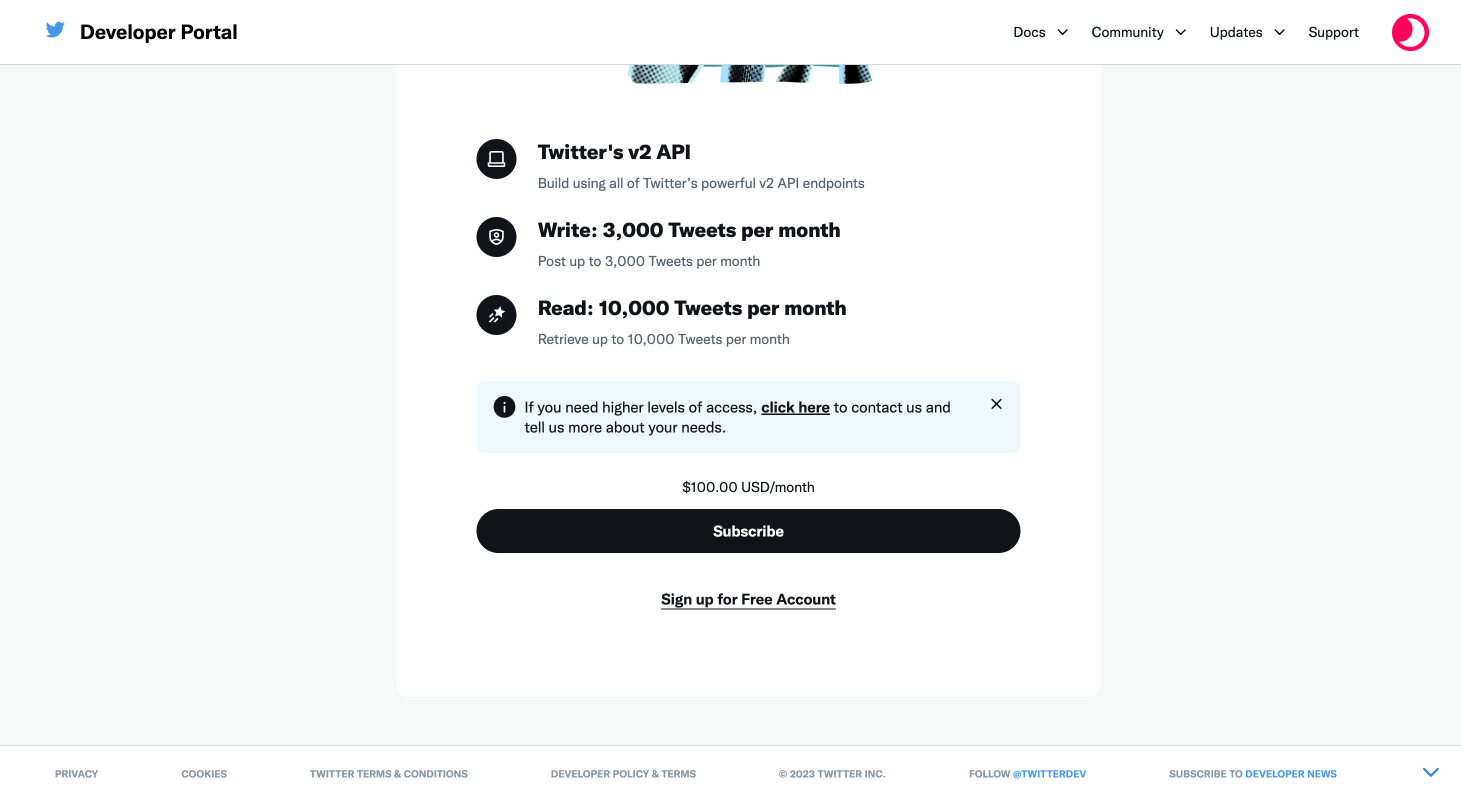 Developer Portal
Docs
Community
Updates
Support
Twitter's v2 API
Build using all of Twitter’s powerful v2 API endpoints
Write: 3,000 Tweets per month
Post up to 3,000 Tweets per month
Read: 10,000 Tweets per month
Retrieve up to 10,000 Tweets per month
If you need higher levels of access, click here to contact us and
tell us more about your needs.
$100.00 USD/month
Subscribe
Sign up for Free Account
PRIVACY
COOKIES
TWITTER TERMS & CONDITIONS
DEVELOPER POLICY & TERMS
© 2023 TWITTER INC.
FOLLOW @TWITTERDEV
SUBSCRIBE TO DEVELOPER NEWS